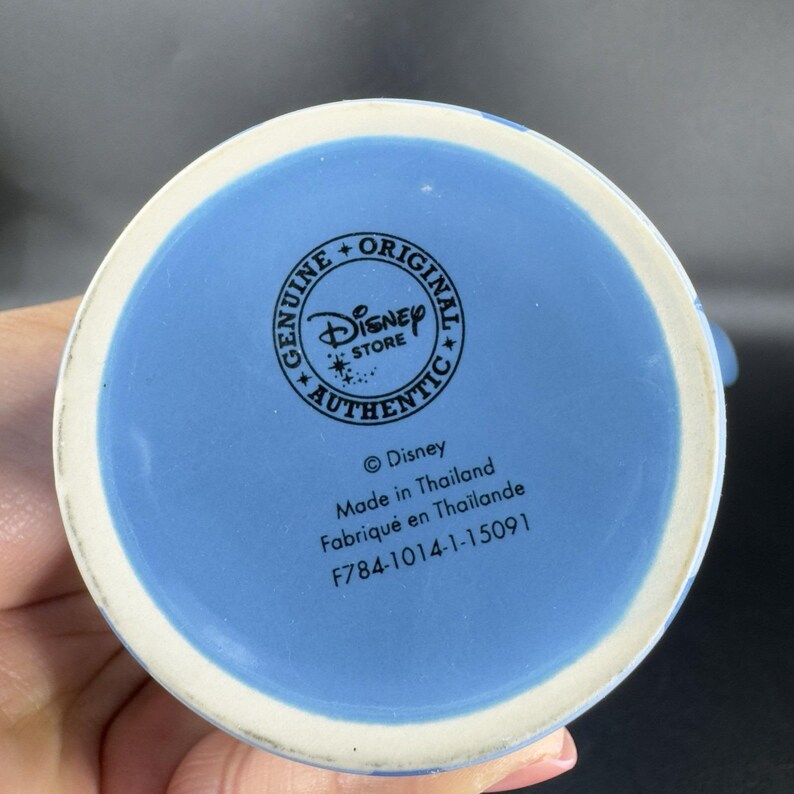 GENUINE ORIGINAL AUTHENTIC
Disney
STORE
© Disney
Made in Thailand
Fabriqué en Thaïlande
F784-1014-1-15091